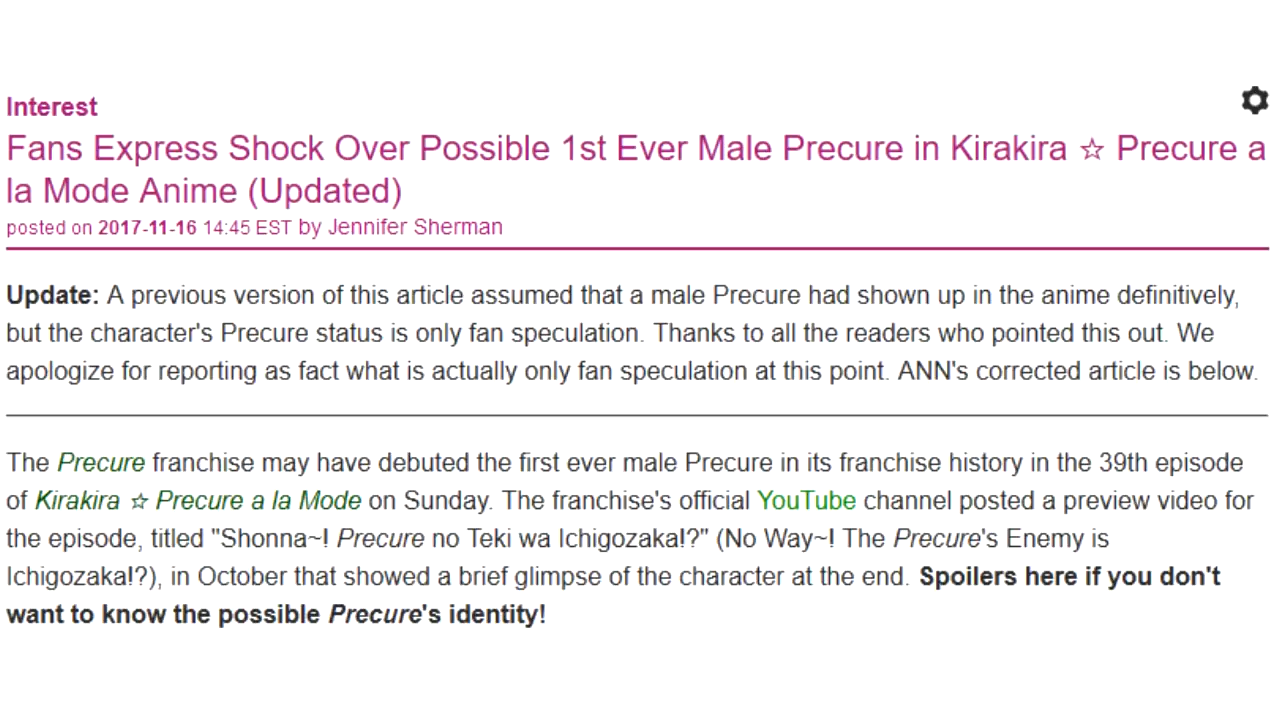 Interest
Fans Express Shock Over Possible 1st Ever Male Precure in Kirakira ☆ Precure a
la Mode Anime (Updated)
posted on 2017-11-16 14:45 EST by Jennifer Sherman
Update: A previous version of this article assumed that a male Precure had shown up in the anime definitively,
but the character's Precure status is only fan speculation. Thanks to all the readers who pointed this out. We
apologize for reporting as fact what is actually only fan speculation at this point. ANN's corrected article is below.
The Precure franchise may have debuted the first ever male Precure in its franchise history in the 39th episode
of Kirakira ☆ Precure a la Mode on Sunday. The franchise's official YouTube channel posted a preview video for
the episode, titled "Shonna~! Precure no Teki wa Ichigozaka!?" (No Way~! The Precure's Enemy is
Ichigozaka!?), in October that showed a brief glimpse of the character at the end. Spoilers here if you don't
want to know the possible Precure's identity!